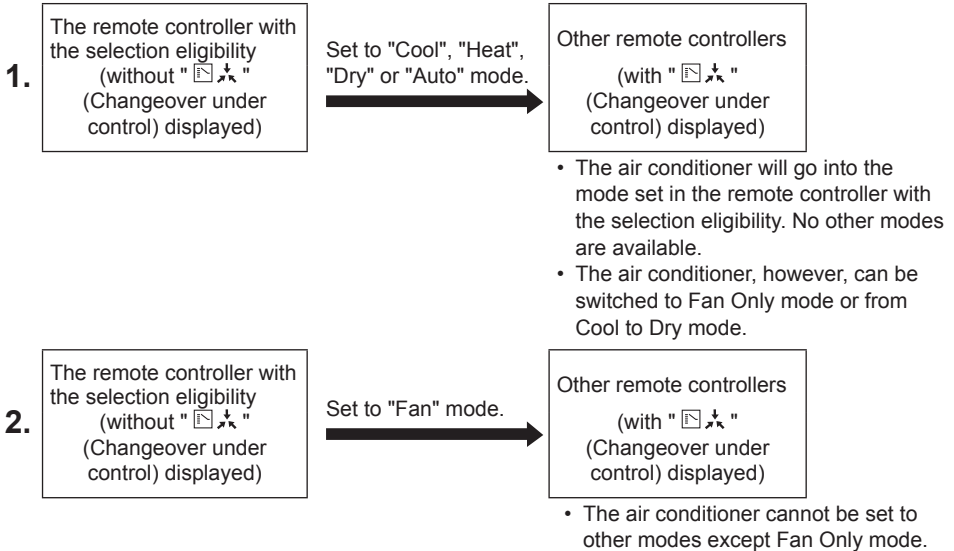 1.
The remote controller with
the selection eligibility
(without " "
(Changeover under
control) displayed)
Set to "Cool", "Heat",
"Dry" or "Auto" mode.
Other remote controllers
(with " "
(Changeover under
control) displayed)
• The air conditioner will go into the
mode set in the remote controller with
the selection eligibility. No other modes
are available.
• The air conditioner, however, can be
switched to Fan Only mode or from
Cool to Dry mode.
2.
The remote controller with
the selection eligibility
(without " "
(Changeover under
control) displayed)
Set to "Fan" mode.
Other remote controllers
(with " "
(Changeover under
control) displayed)
• The air conditioner cannot be set to
other modes except Fan Only mode.